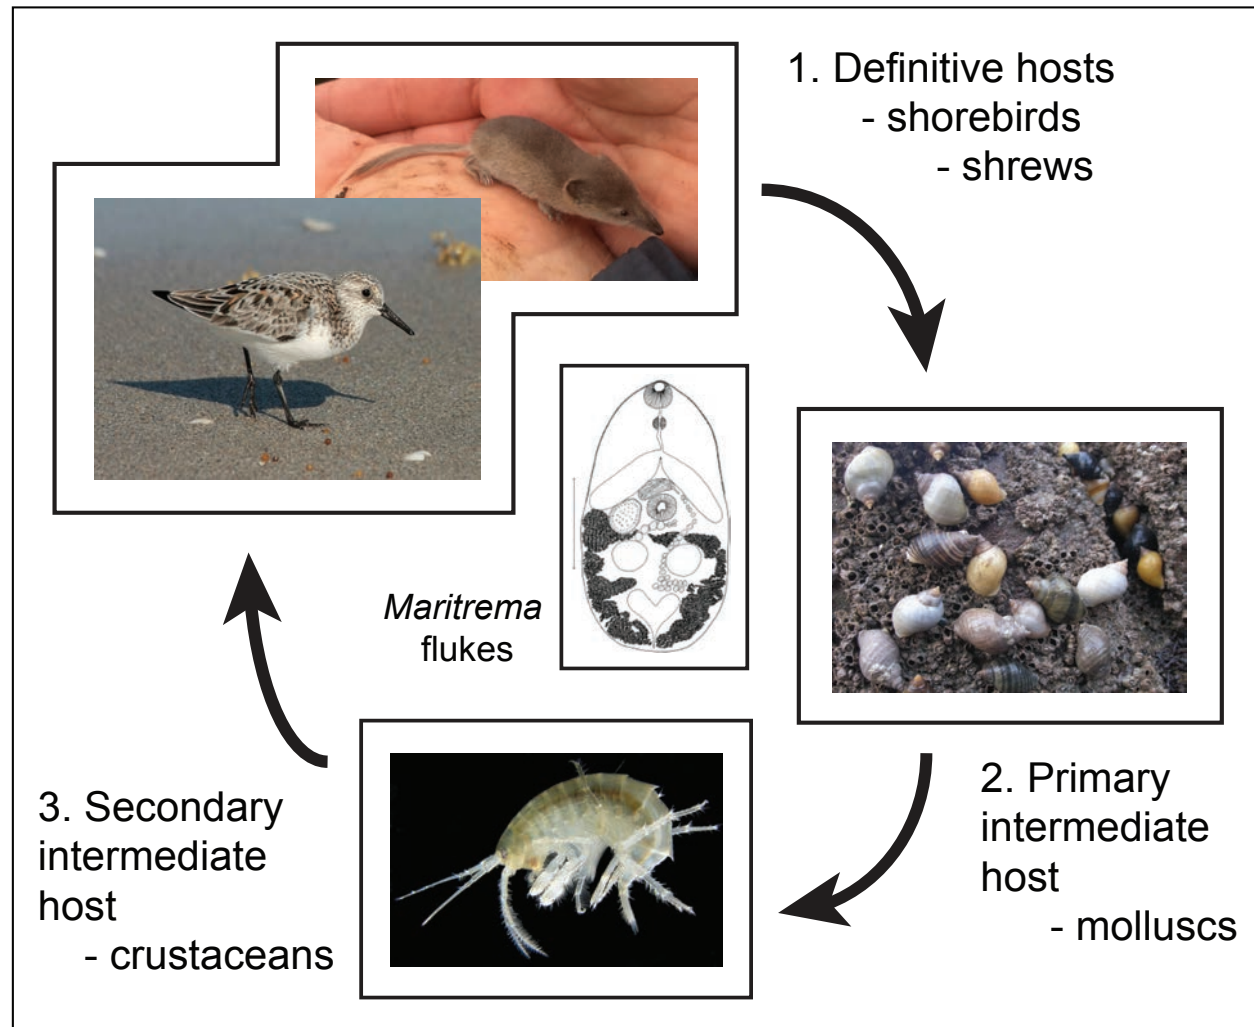 1. Definitive hosts
- shorebirds
- shrews
Maritrema
flukes
2. Primary
intermediate
host
- molluscs
3. Secondary
intermediate
host
- crustaceans